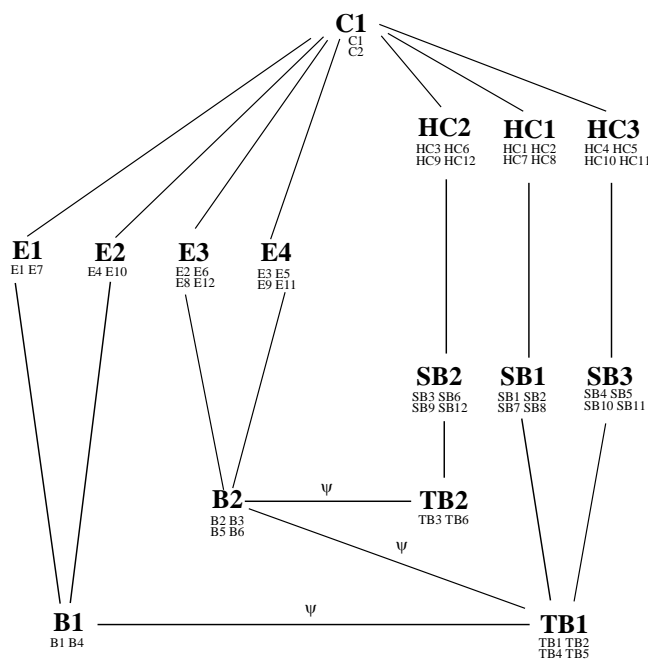 C1
C1
C2
HC2
HC3 HC6
HC9 HC12
HC1
HC1 HC2
HC7 HC8
HC3
HC4 HC5
HC10 HC11
E1
E1 E7
E2
E4 E10
E3
E2 E6
E8 E12
E4
E3 E5
E9 E11
SB2
SB3 SB6
SB9 SB12
SB1
SB1 SB2
SB7 SB8
SB3
SB4 SB5
SB10 SB11
B2
B2 B3
B5 B6
ψ
TB2
TB3 TB6
ψ
B1
B1 B4
ψ
TB1
TB1 TB2
TB4 TB5